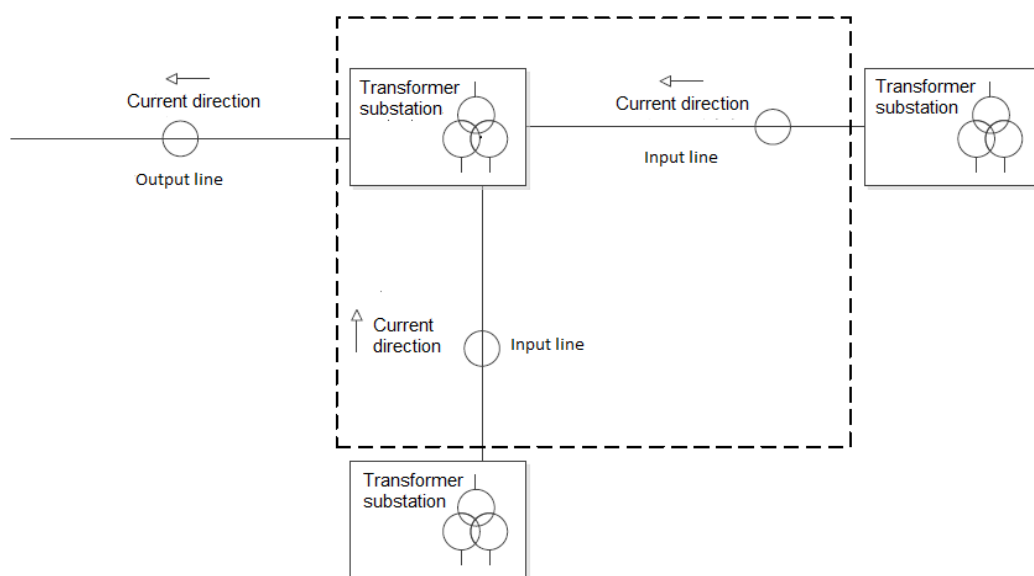 Transformer
substation
Current direction
Output line
Current direction
Input line
Transformer
substation
Current
direction
Input line
Transformer
substation